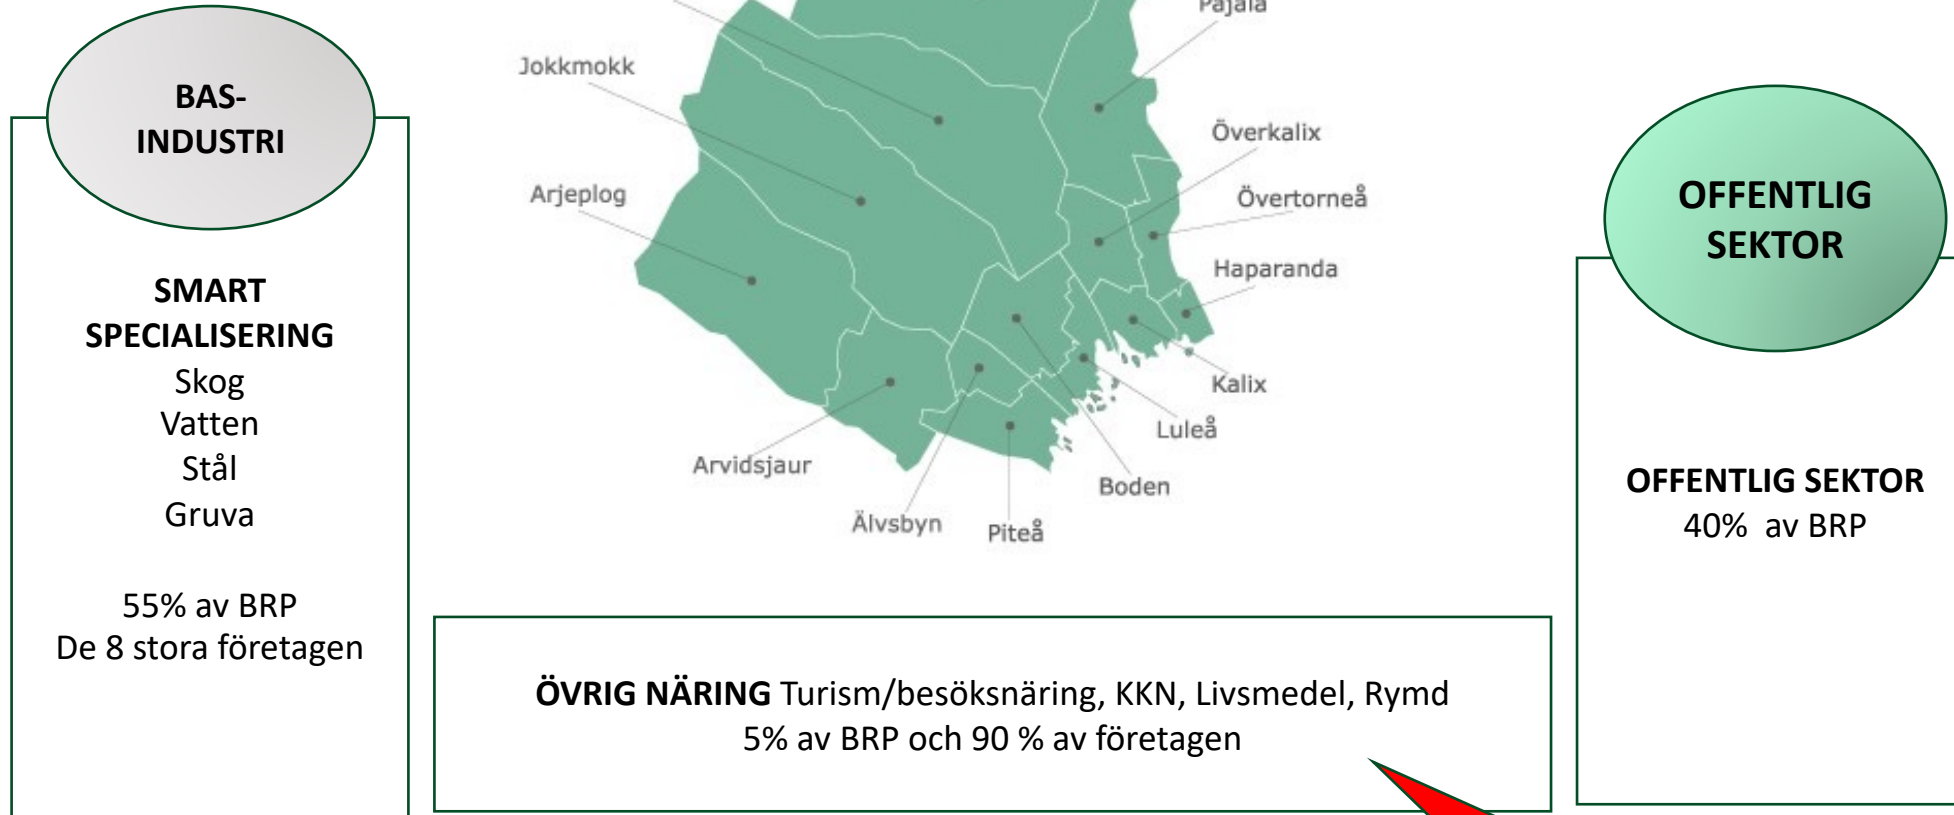 BAS-
INDUSTRI
SMART
SPECIALISERING
Skog
Vatten
Stål
Gruva
55% av BRP
De 8 stora företagen
Pajala
Jokkmokk
Överkalix
Arjeplog
Övertorneå
Haparanda
Kalix
Luleå
Arvidsjaur
Boden
Älvsbyn
Piteå
ÖVRIG NÄRING Turism/besöksnäring, KKN, Livsmedel, Rymd
5% av BRP och 90 % av företagen
OFFENTLIG
SEKTOR
OFFENTLIG SEKTOR
40% av BRP